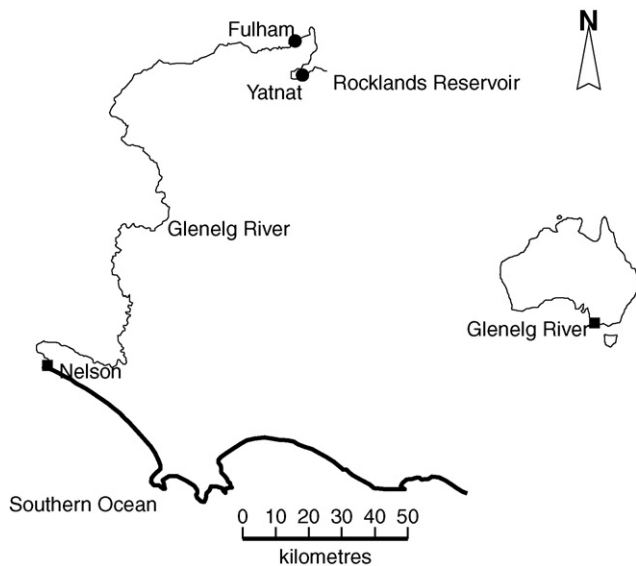 Fulham
N
Yatnat
Rocklands Reservoir
Glenelg River
Glenelg River
Nelson
Southern Ocean
0 10 20 30 40 50
kilometres